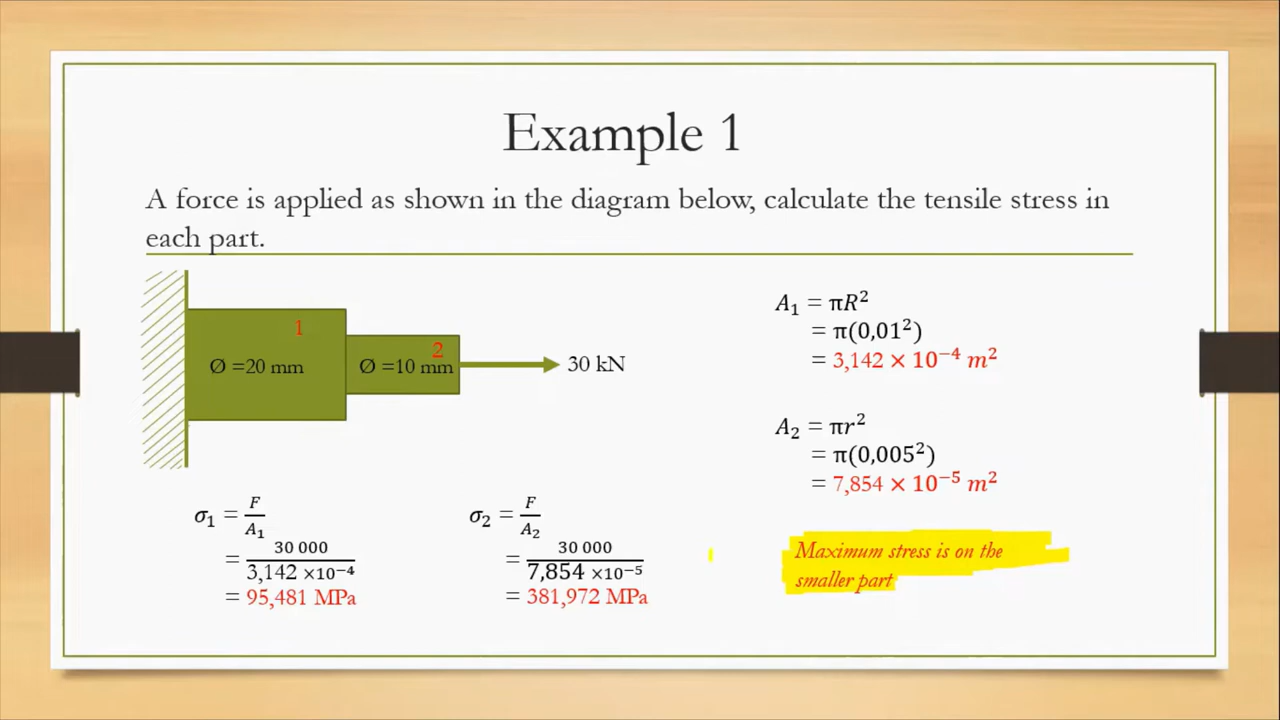 Example 1
A force is applied as shown in the diagram below, calculate the tensile stress in
each part.
1
Ø =20 mm
2
Ø =10 mm
30 kN
A₁ = πR²
= π(0,01²)
= 3,142 × 10⁻⁴ m²
A₂ = πr²
= π(0,005²)
= 7,854 × 10⁻⁵ m²
σ₁ = F/A₁
= 30 000/3,142 ×10⁻⁴
= 95,481 MPa
σ₂ = F/A₂
= 30 000/7,854 ×10⁻⁵
= 381,972 MPa
Maximum stress is on the
smaller part